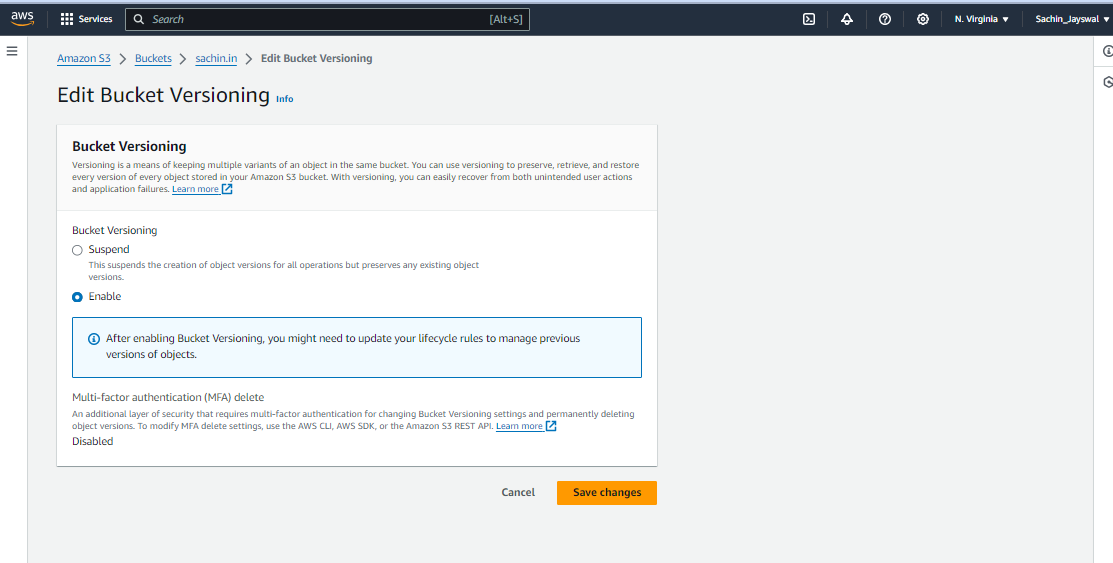 aws
Services
Search
[Alt+S]
N. Virginia
Sachin_Jayswal
Amazon S3
Buckets
sachin.in
Edit Bucket Versioning
Edit Bucket Versioning Info
Bucket Versioning
Versioning is a means of keeping multiple variants of an object in the same bucket. You can use versioning to preserve, retrieve, and restore
every version of every object stored in your Amazon S3 bucket. With versioning, you can easily recover from both unintended user actions
and application failures. Learn more
Bucket Versioning
Suspend
This suspends the creation of object versions for all operations but preserves any existing object
versions.
Enable
After enabling Bucket Versioning, you might need to update your lifecycle rules to manage previous
versions of objects.
Multi-factor authentication (MFA) delete
An additional layer of security that requires multi-factor authentication for changing Bucket Versioning settings and permanently deleting
object versions. To modify MFA delete settings, use the AWS CLI, AWS SDK, or the Amazon S3 REST API. Learn more
Disabled
Cancel
Save changes